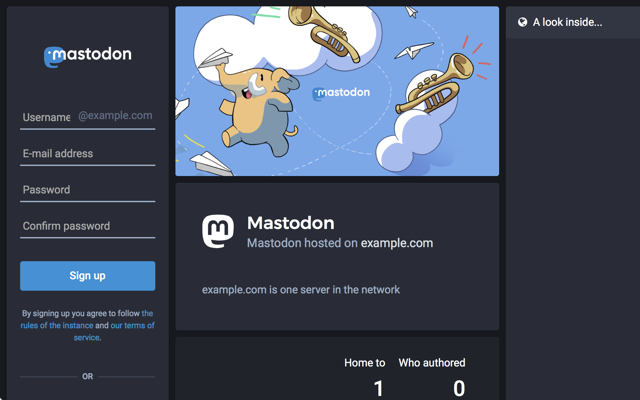 mastodon
Username @example.com
E-mail address
Password
Confirm password
Sign up
By signing up you agree to follow the
rules of the instance and our terms of
service.
OR
mastodon
Mastodon
Mastodon hosted on example.com
example.com is one server in the network
Home to
1
Who authored
0
A look inside...